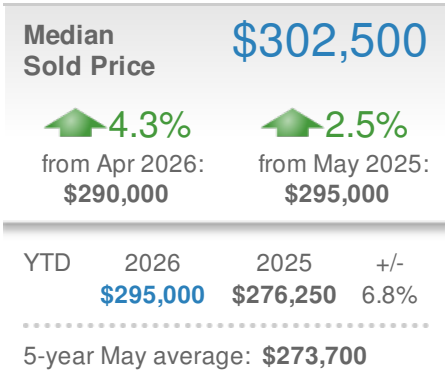 Median
Sold Price
$302,500
4.3% 2.5%
from Apr 2026: from May 2025:
$290,000 $295,000
YTD 2026 2025 +/-
$295,000 $276,250 6.8%
5-year May average: $273,700